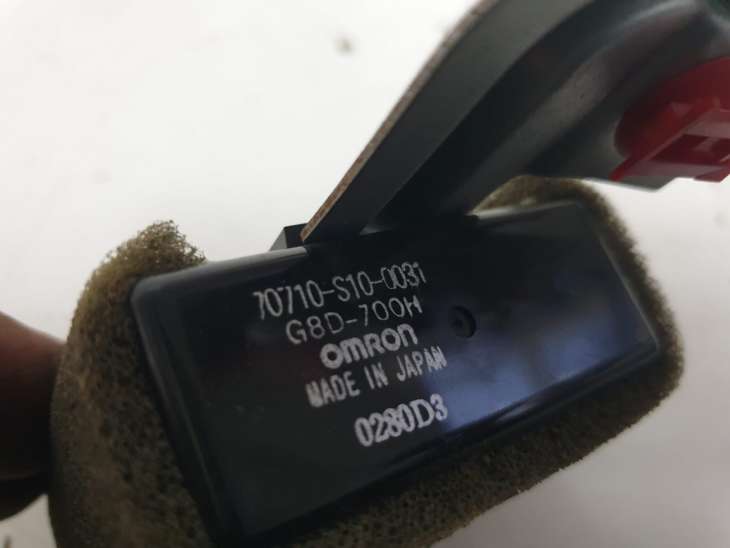 70710-S10-0031
G8D-700H
omron
MADE IN JAPAN
0280D3